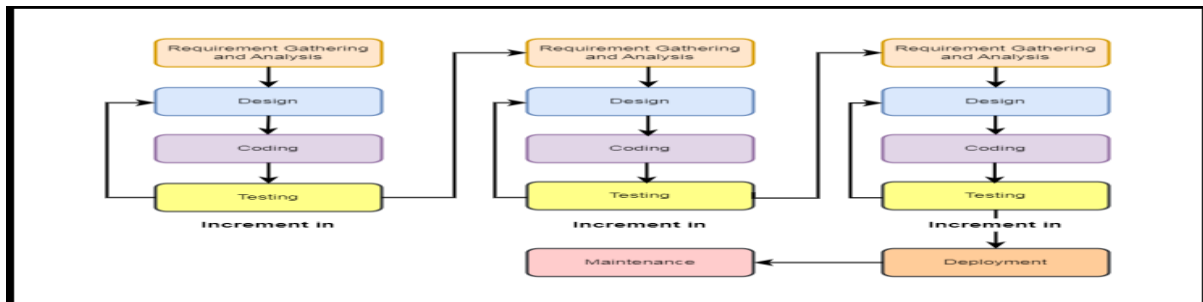 Requirement Gathering
and Analysis
Design
Coding
Testing
Increment in
Requirement Gathering
and Analysis
Design
Coding
Testing
Increment in
Requirement Gathering
and Analysis
Design
Coding
Testing
Increment in
Deployment
Maintenance